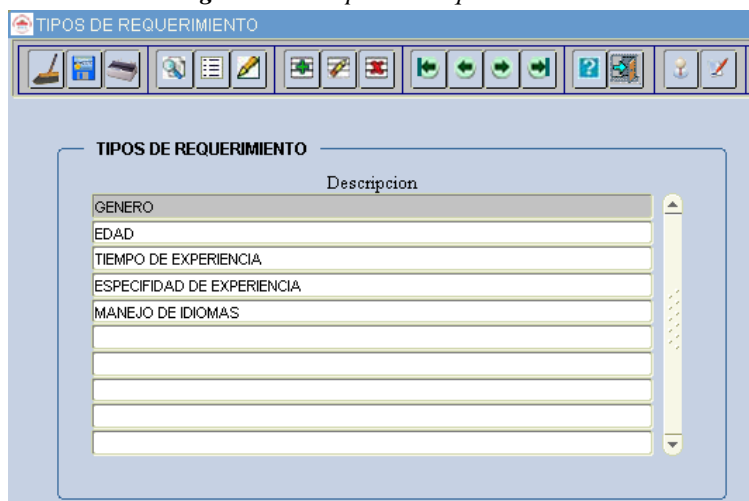 TIPOS DE REQUERIMIENTO
TIPOS DE REQUERIMIENTO
Descripcion
GENERO
EDAD
TIEMPO DE EXPERIENCIA
ESPECIFIDAD DE EXPERIENCIA
MANEJO DE IDIOMAS